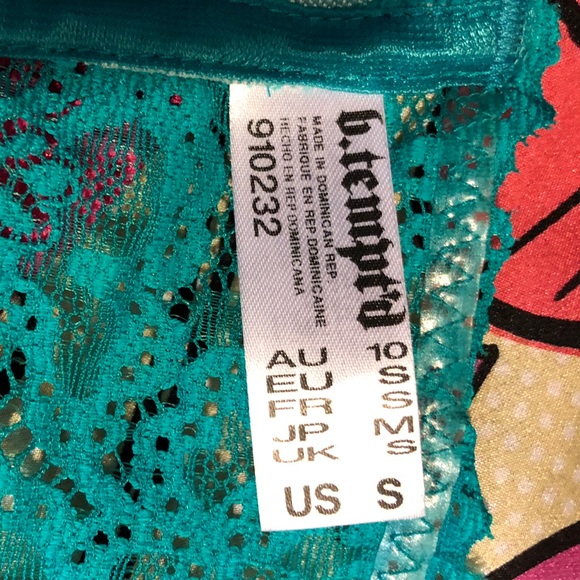 b.tempt'd
MADE IN DOMINICAN REP.
FABRIQUE EN REP. DOMINICAINE
HECHO EN REP. DOMINICANA
910232
AU 10
EU S
FR S
JP M
UK S
US S